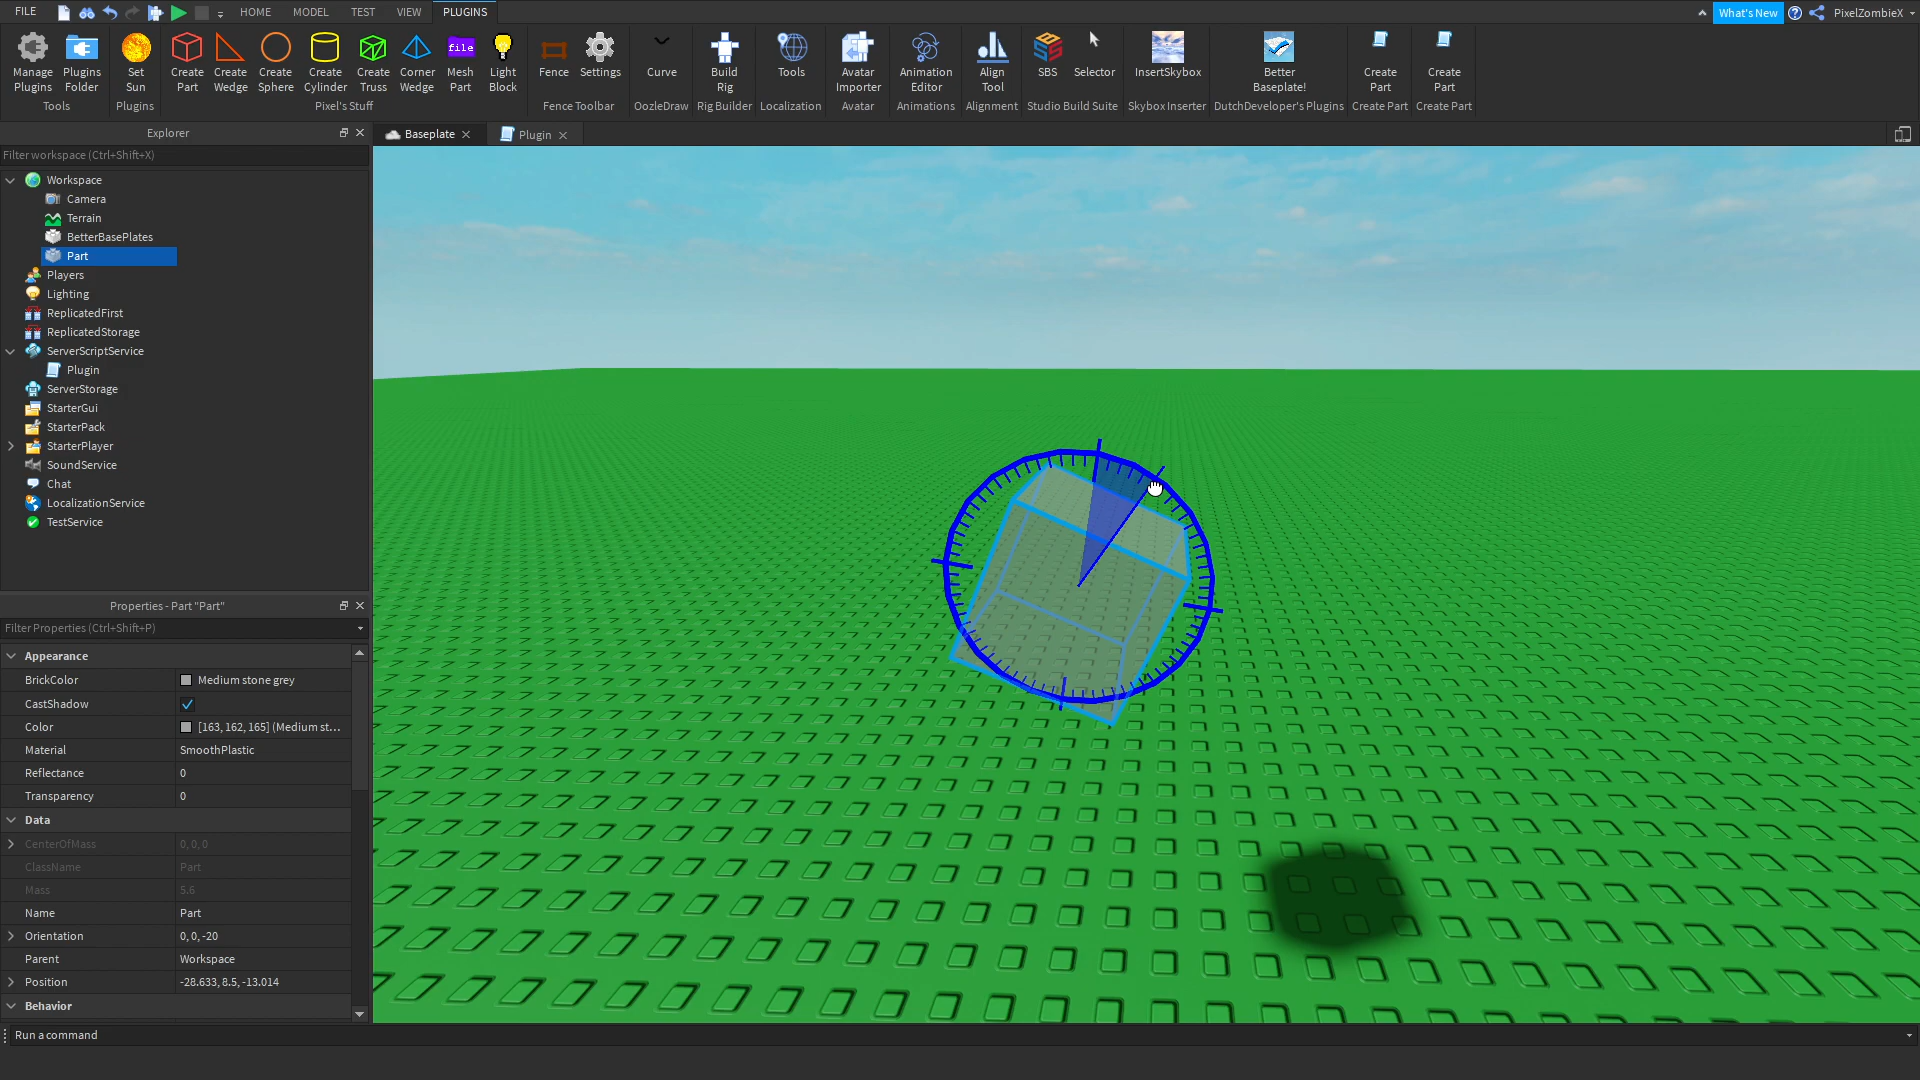 FILE HOME MODEL TEST VIEW PLUGINS What's New PixelZombieX
Manage Plugins
Plugins Folder
Tools
Set Sun
Plugins
Create Part
Create Wedge
Create Sphere
Create Cylinder
Create Truss
Corner Wedge
file
Mesh Part
Light Block
Pixel's Stuff
Fence
Settings
Fence Toolbar
Curve
OozleDraw
Build Rig
Rig Builder
Tools
Localization
Avatar Importer
Avatar
Animation Editor
Animations
Align Tool
Alignment
SBS
Selector
Studio Build Suite
InsertSkybox
Skybox Inserter
Better Baseplate!
DutchDeveloper's Plugins
Create Part
Create Part
Create Part
Create Part
Explorer
Baseplate
Plugin
Filter workspace (Ctrl+Shift+X)
Workspace
Camera
Terrain
BetterBasePlates
Part
Players
Lighting
ReplicatedFirst
ReplicatedStorage
ServerScriptService
Plugin
ServerStorage
StarterGui
StarterPack
StarterPlayer
SoundService
Chat
LocalizationService
TestService
Properties - Part "Part"
Filter Properties (Ctrl+Shift+P)
Appearance
BrickColor Medium stone grey
CastShadow
Color [163, 162, 165] (Medium st...
Material SmoothPlastic
Reflectance 0
Transparency 0
Data
CenterOfMass 0, 0, 0
ClassName Part
Mass 5.6
Name Part
Orientation 0, 0, -20
Parent Workspace
Position -28.633, 8.5, -13.014
Behavior
Run a command